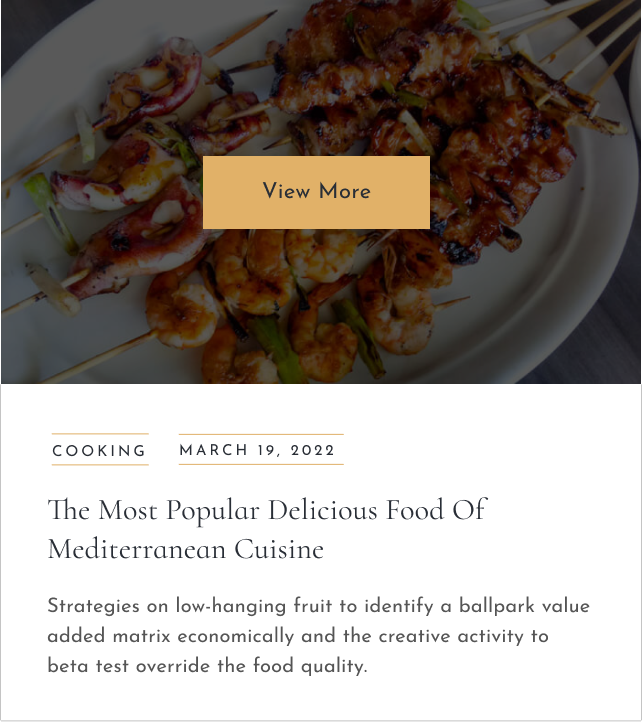 View More
COOKING MARCH 19, 2022
The Most Popular Delicious Food Of
Mediterranean Cuisine
Strategies on low-hanging fruit to identify a ballpark value
added matrix economically and the creative activity to
beta test override the food quality.